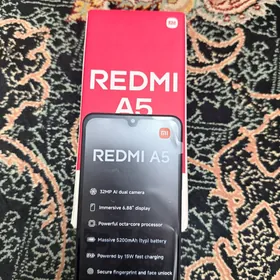 mi
REDMI
A5
mi
REDMI A5
32MP AI dual camera
Immersive 6.88" display
Powerful octa-core processor
Massive 5200mAh (typ) battery
Powered by 15W fast charging
Secure fingerprint and face unlock